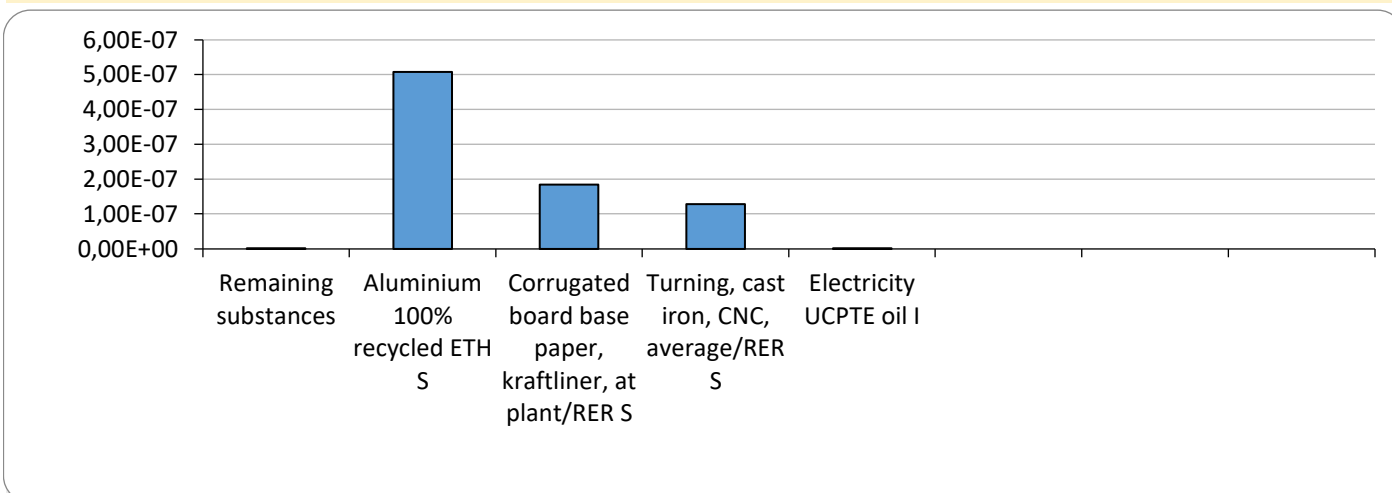 6,00E-07
5,00E-07
4,00E-07
3,00E-07
2,00E-07
1,00E-07
0,00E+00
Remaining
substances
Aluminium
100%
recycled ETH
S
Corrugated
board base
paper,
kraftliner, at
plant/RER S
Turning, cast
iron, CNC,
average/RER
S
Electricity
UCPTE oil I